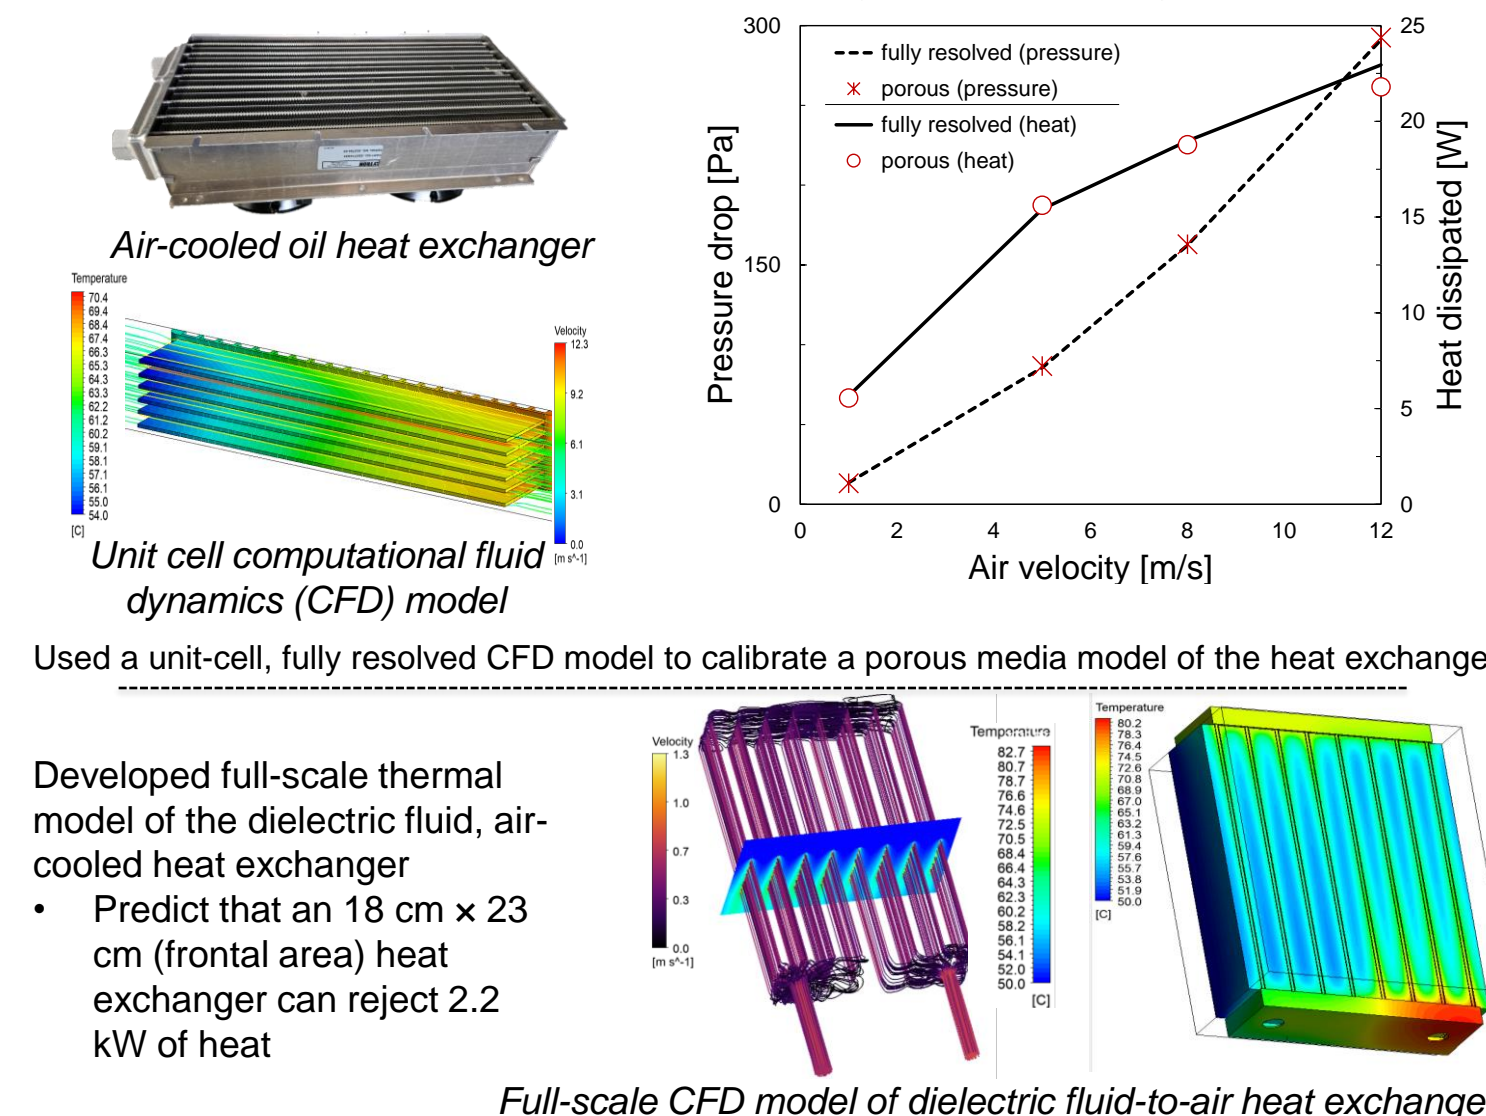 Air-cooled oil heat exchanger
Temperature
70.4
69.4
68.4
67.4
66.3
65.3
64.3
63.3
62.2
61.2
60.2
59.1
58.1
57.1
56.1
55.0
54.0
[C]
Velocity
12.3
9.2
6.1
3.1
0.0
[m s^-1]
Unit cell computational fluid
dynamics (CFD) model
300
150
0
Pressure drop [Pa]
fully resolved (pressure)
porous (pressure)
fully resolved (heat)
porous (heat)
25
20
15
10
5
0
Heat dissipated [W]
0 2 4 6 8 10 12
Air velocity [m/s]
Used a unit-cell, fully resolved CFD model to calibrate a porous media model of the heat exchange
Developed full-scale thermal
model of the dielectric fluid, air-
cooled heat exchanger
• Predict that an 18 cm × 23
cm (frontal area) heat
exchanger can reject 2.2
kW of heat
Velocity
1.3
1.0
0.7
0.3
0.0
[m s^-1]
Temperature
82.7
80.7
78.7
76.6
74.6
72.5
70.5
68.4
66.4
64.3
62.3
60.2
58.2
56.1
54.1
52.0
50.0
[C]
Temperature
80.2
78.3
76.4
74.5
72.6
70.8
68.9
67.0
65.1
63.2
61.3
59.4
57.6
55.7
53.8
51.9
50.0
[C]
Full-scale CFD model of dielectric fluid-to-air heat exchange